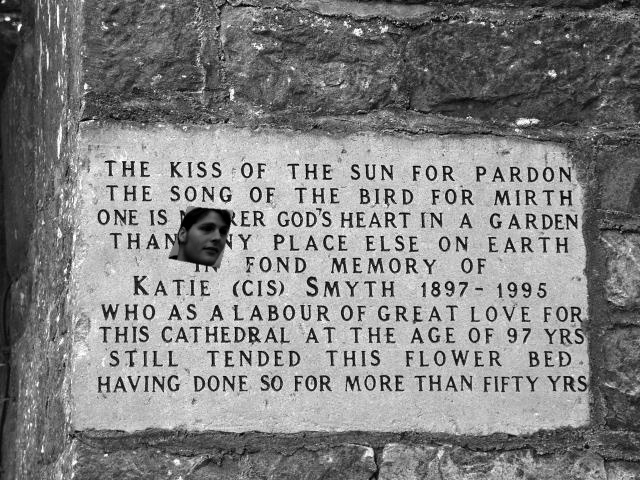 THE KISS OF THE SUN FOR PARDON
THE SONG OF THE BIRD FOR MIRTH
ONE IS GOD'S HEART IN A GARDEN
THAN PLACE ELSE ON EARTH
IN FOND MEMORY OF
KATIE (CIS) SMYTH 1897-1995
WHO AS A LABOUR OF GREAT LOVE FOR
THIS CATHEDRAL AT THE AGE OF 97 YRS
STILL TENDED THIS FLOWER BED
HAVING DONE SO FOR MORE THAN FIFTY YRS